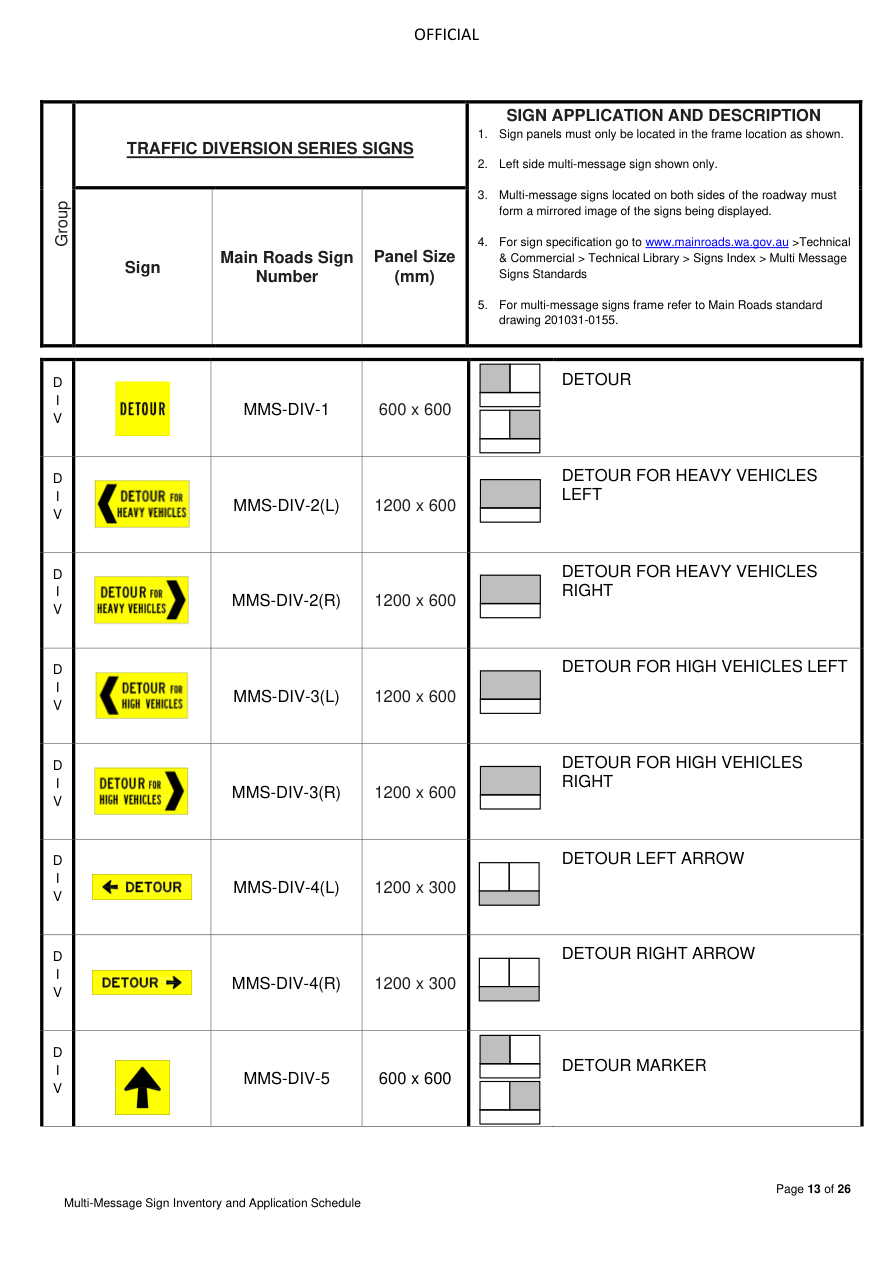 OFFICIAL
Group
TRAFFIC DIVERSION SERIES SIGNS
Sign
Main Roads Sign
Number
Panel Size
(mm)
SIGN APPLICATION AND DESCRIPTION
1. Sign panels must only be located in the frame location as shown.
2. Left side multi-message sign shown only.
3. Multi-message signs located on both sides of the roadway must
form a mirrored image of the signs being displayed.
4. For sign specification go to www.mainroads.wa.gov.au >Technical
& Commercial > Technical Library > Signs Index > Multi Message
Signs Standards
5. For multi-message signs frame refer to Main Roads standard
drawing 201031-0155.
D
I
V
DETOUR
MMS-DIV-1
600 x 600
DETOUR
D
I
V
DETOUR FOR
HEAVY VEHICLES
MMS-DIV-2(L)
1200 x 600
DETOUR FOR HEAVY VEHICLES
LEFT
D
I
V
DETOUR FOR
HEAVY VEHICLES
MMS-DIV-2(R)
1200 x 600
DETOUR FOR HEAVY VEHICLES
RIGHT
D
I
V
DETOUR FOR
HIGH VEHICLES
MMS-DIV-3(L)
1200 x 600
DETOUR FOR HIGH VEHICLES LEFT
D
I
V
DETOUR FOR
HIGH VEHICLES
MMS-DIV-3(R)
1200 x 600
DETOUR FOR HIGH VEHICLES
RIGHT
D
I
V
DETOUR
MMS-DIV-4(L)
1200 x 300
DETOUR LEFT ARROW
D
I
V
DETOUR
MMS-DIV-4(R)
1200 x 300
DETOUR RIGHT ARROW
D
I
V
MMS-DIV-5
600 x 600
DETOUR MARKER
Page 13 of 26
Multi-Message Sign Inventory and Application Schedule